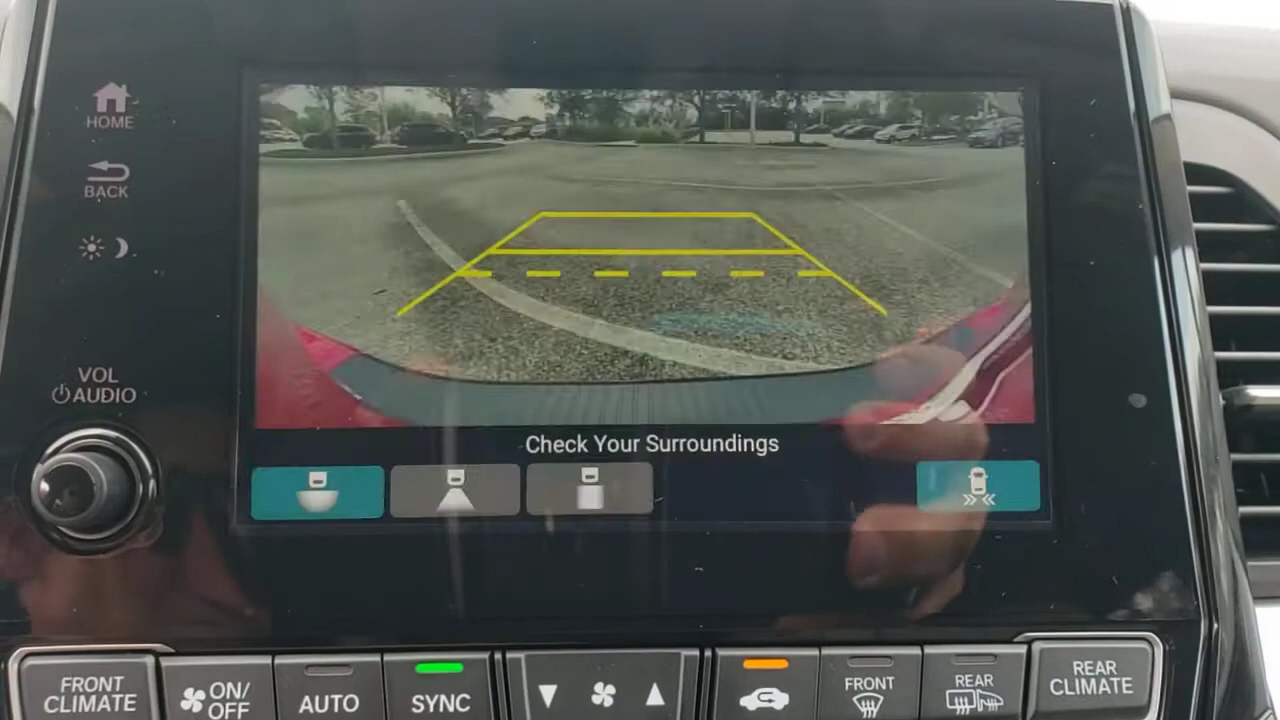 HOME
BACK
VOL
AUDIO
Check Your Surroundings
FRONT
CLIMATE
ON/
OFF
AUTO
SYNC
FRONT
REAR
REAR
CLIMATE